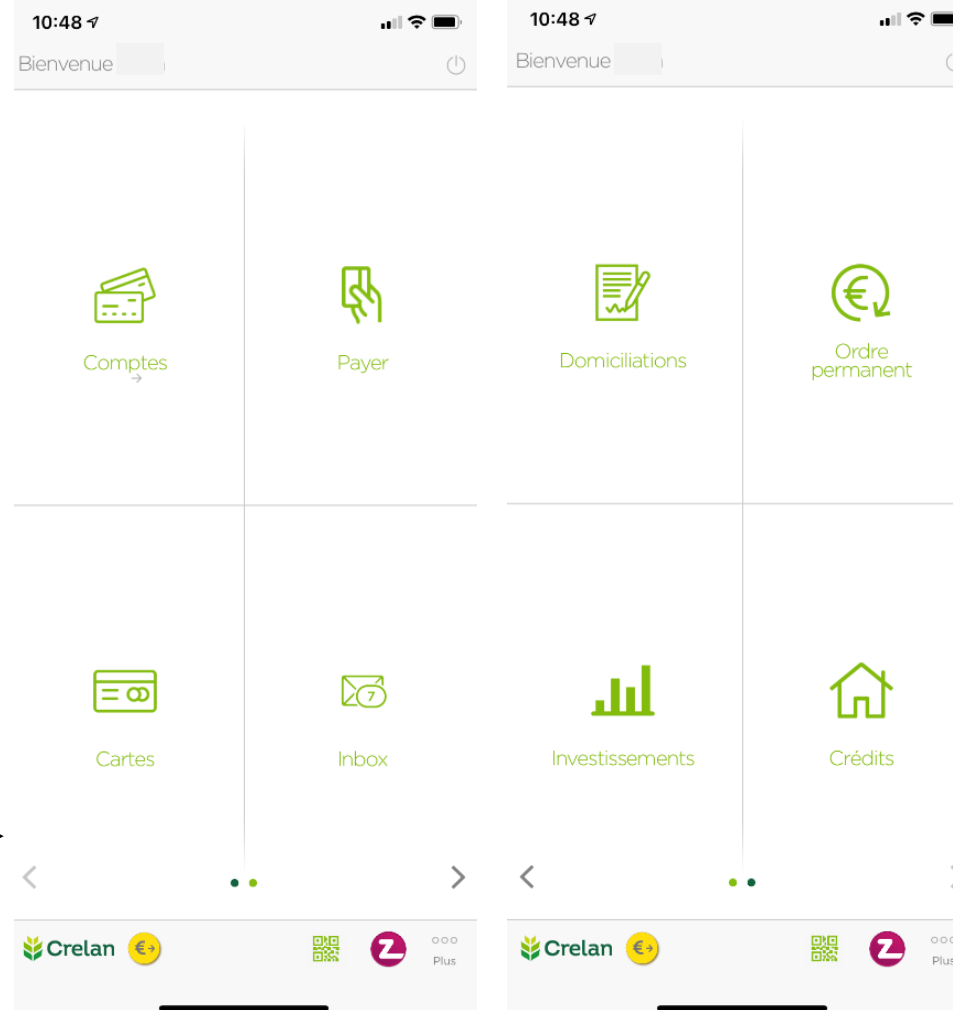 10:48
Bienvenue
Comptes
Payer
Cartes
7
Inbox
Crelan
€
Z
Plus
10:48
Bienvenue
Domiciliations
€
Ordre
permanent
Investissements
Crédits
Crelan
€
Z
Plus